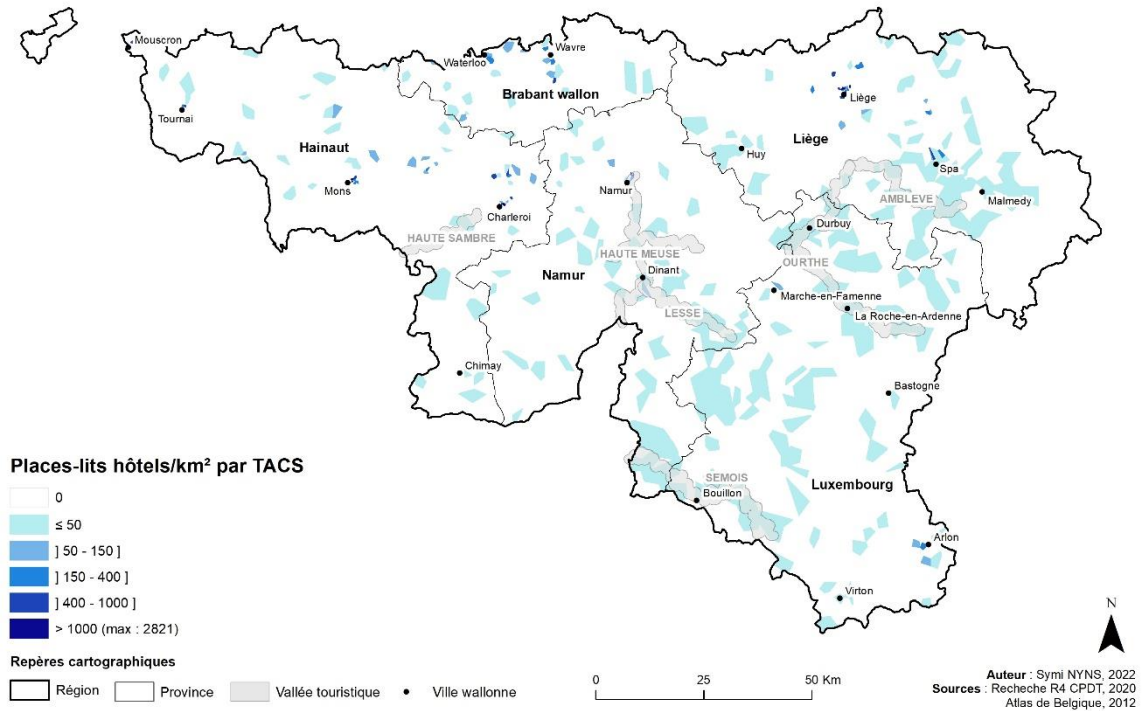 Mouscron
Waterloo
Wavre
Brabant wallon
Tournai
Liège
Hainaut
Liège
Huy
Spa
Mons
Namur
AMBLEVE
Malmedy
Charleroi
Durbuy
HAUTE SAMBRE
HAUTE MEUSE
OURTHE
Namur
Dinant
Marche-en-Famenne
LESSE
La Roche-en-Ardenne
Chimay
Bastogne
SEMOIS
Luxembourg
Bouillon
Arlon
Virton
Places-lits hôtels/km² par TACS
0
≤ 50
] 50 - 150 ]
] 150 - 400 ]
] 400 - 1000 ]
> 1000 (max : 2821)
Repères cartographiques
Région
Province
Vallée touristique
Ville wallonne
0 25 50 Km
N
Auteur : Symi NYNS, 2022
Sources : Recheche R4 CPDT, 2020
Atlas de Belgique, 2012